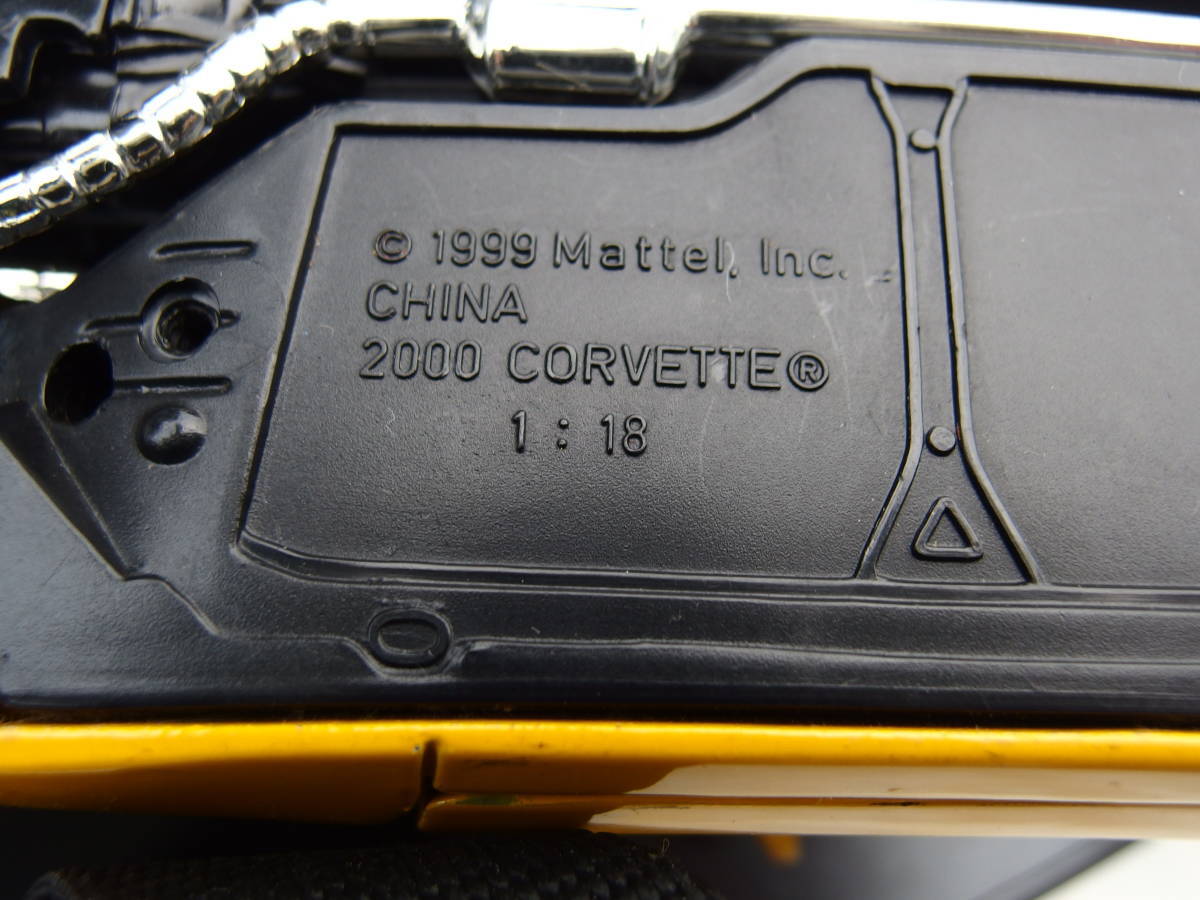 © 1999 Mattel, Inc.
CHINA
2000 CORVETTE®
1 : 18